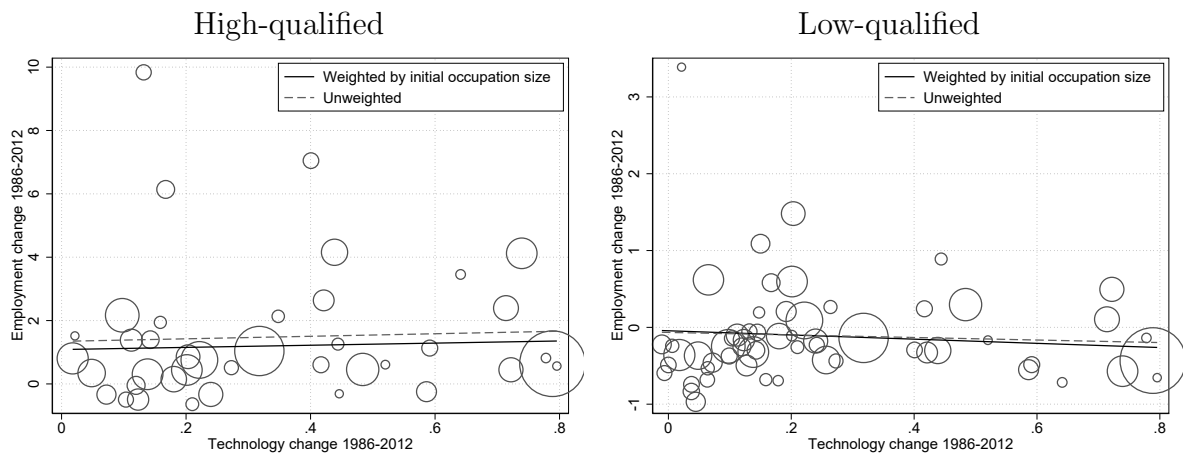 High-qualified
Employment change 1986-2012
10
8
6
4
2
0
Weighted by initial occupation size
Unweighted
0 .2 .4 .6 .8
Technology change 1986-2012
Low-qualified
Employment change 1986-2012
3
2
1
0
-1
Weighted by initial occupation size
Unweighted
0 .2 .4 .6 .8
Technology change 1986-2012